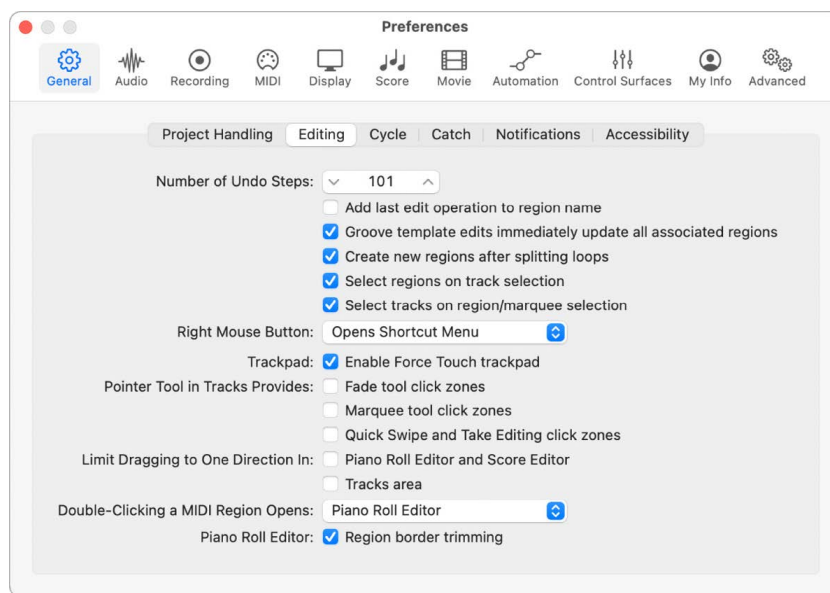 Preferences
General Audio Recording MIDI Display Score Movie Automation Control Surfaces My Info Advanced
Project Handling Editing Cycle Catch Notifications Accessibility
Number of Undo Steps: 101
Add last edit operation to region name
Groove template edits immediately update all associated regions
Create new regions after splitting loops
Select regions on track selection
Select tracks on region/marquee selection
Right Mouse Button: Opens Shortcut Menu
Trackpad: Enable Force Touch trackpad
Pointer Tool in Tracks Provides: Fade tool click zones
Marquee tool click zones
Quick Swipe and Take Editing click zones
Limit Dragging to One Direction In: Piano Roll Editor and Score Editor
Tracks area
Double-Clicking a MIDI Region Opens: Piano Roll Editor
Piano Roll Editor: Region border trimming